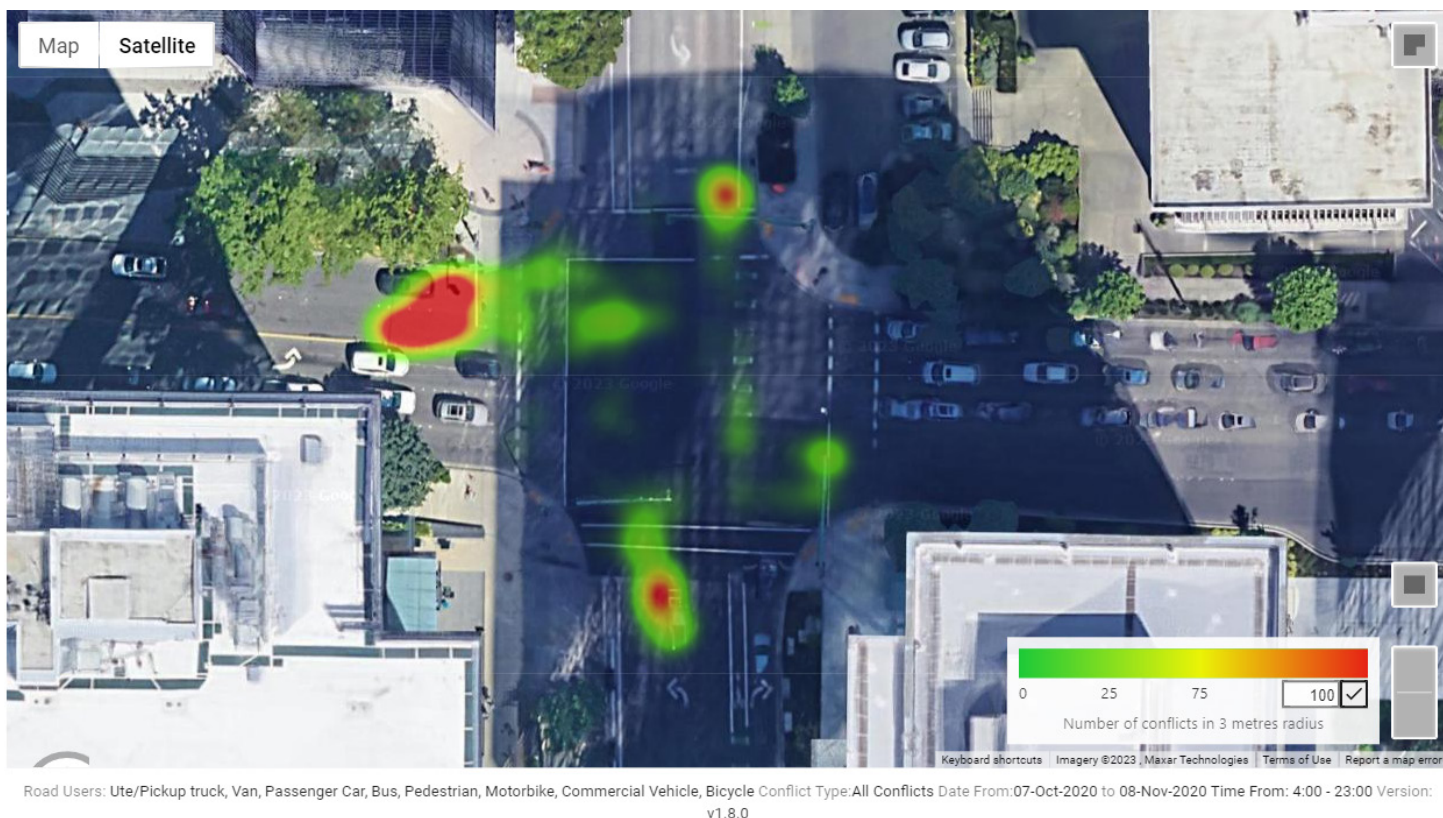 Map Satellite
© 2023 Google
0 25 75 100
Number of conflicts in 3 metres radius
Keyboard shortcuts Imagery ©2023 , Maxar Technologies Terms of Use Report a map error
Road Users: Ute/Pickup truck, Van, Passenger Car, Bus, Pedestrian, Motorbike, Commercial Vehicle, Bicycle Conflict Type:All Conflicts Date From:07-Oct-2020 to 08-Nov-2020 Time From: 4:00 - 23:00 Version:
v1.8.0